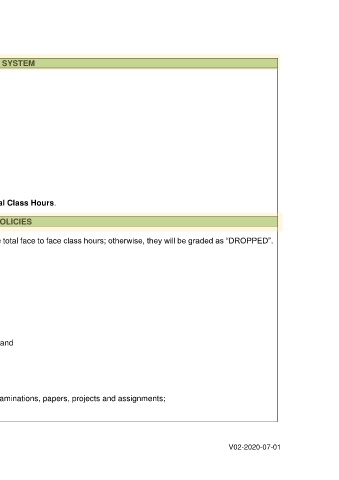 SYSTEM
al Class Hours.
OLICIES
total face to face class hours; otherwise, they will be graded as “DROPPED”.
and
aminations, papers, projects and assignments;
V02-2020-07-01